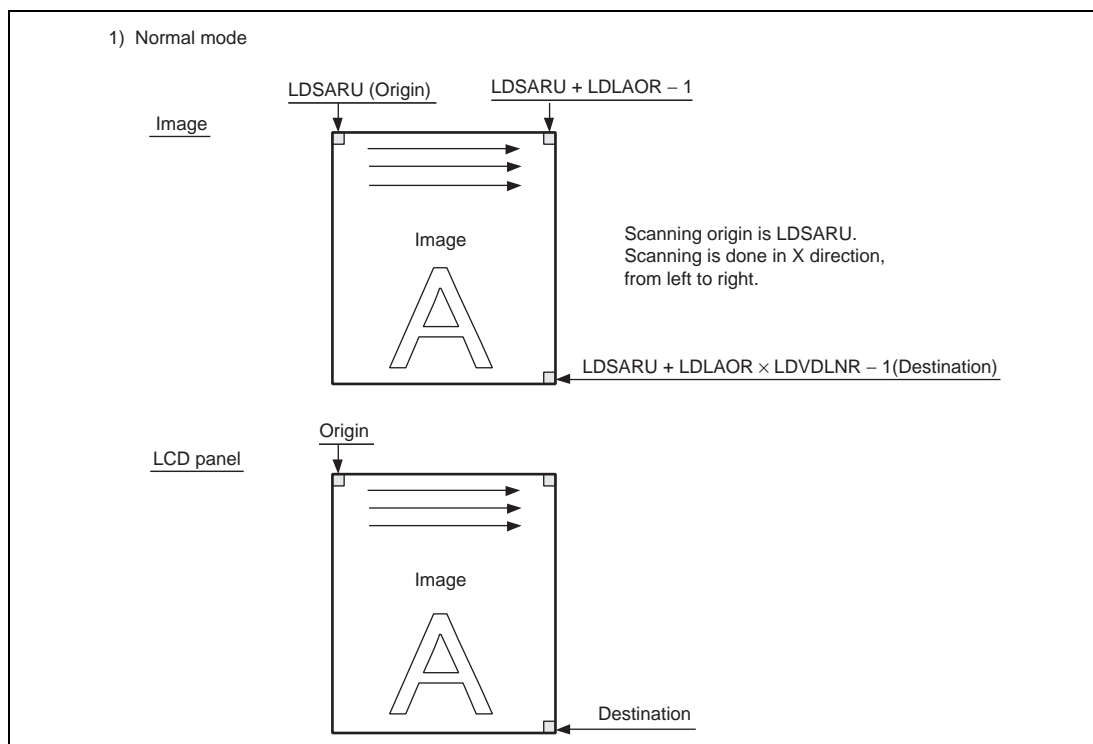 1) Normal mode
LDSARU (Origin)
LDSARU + LDLAOR – 1
Image
Image
Scanning origin is LDSARU.
Scanning is done in X direction,
from left to right.
A
LDSARU + LDLAOR × LDVDLNR – 1(Destination)
Origin
LCD panel
Image
A
Destination